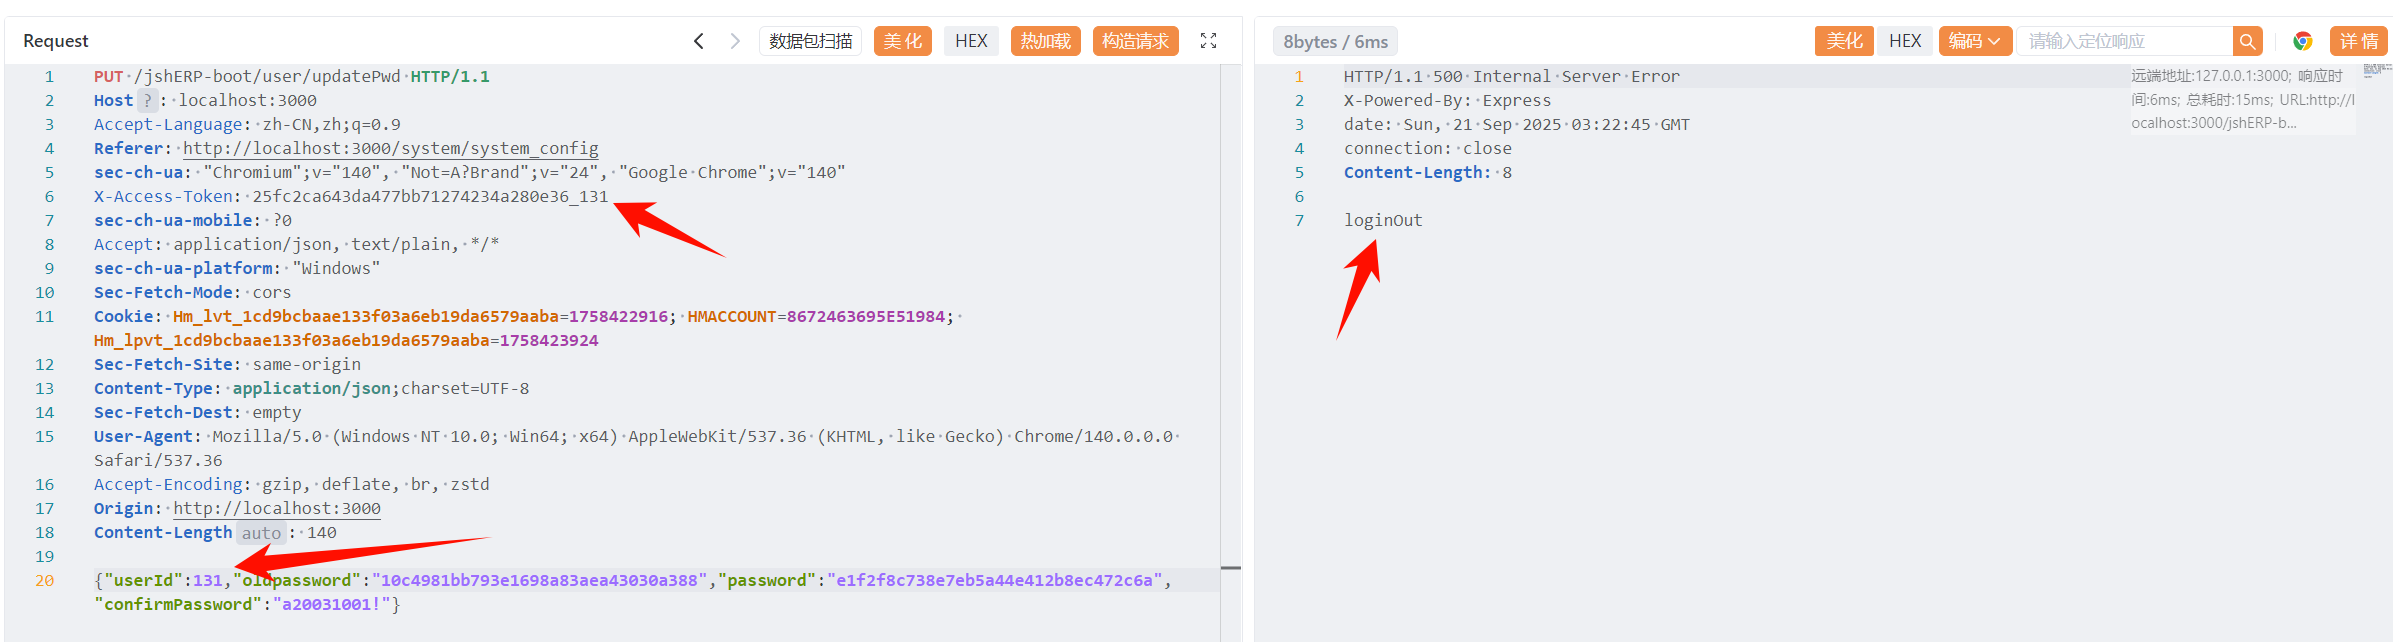 Request
数据包扫描
美化
HEX
热加载
构造请求
1 PUT /jshERP-boot/user/updatePwd HTTP/1.1
2 Host ? : localhost:3000
3 Accept-Language: zh-CN,zh;q=0.9
4 Referer: http://localhost:3000/system/system_config
5 sec-ch-ua: "Chromium";v="140", "Not=A?Brand";v="24", "Google Chrome";v="140"
6 X-Access-Token: 25fc2ca643da477bb71274234a280e36_131
7 sec-ch-ua-mobile: ?0
8 Accept: application/json, text/plain, */*
9 sec-ch-ua-platform: "Windows"
10 Sec-Fetch-Mode: cors
11 Cookie: Hm_lvt_1cd9bcbaae133f03a6eb19da6579aaba=1758422916; HMACCOUNT=8672463695E51984;
Hm_lpvt_1cd9bcbaae133f03a6eb19da6579aaba=1758423924
12 Sec-Fetch-Site: same-origin
13 Content-Type: application/json;charset=UTF-8
14 Sec-Fetch-Dest: empty
15 User-Agent: Mozilla/5.0 (Windows NT 10.0; Win64; x64) AppleWebKit/537.36 (KHTML, like Gecko) Chrome/140.0.0.0
Safari/537.36
16 Accept-Encoding: gzip, deflate, br, zstd
17 Origin: http://localhost:3000
18 Content-Length auto : 140
19
20 {"userId":131,"oldpassword":"10c4981bb793e1698a83aea43030a388","password":"e1f2f8c738e7eb5a44e412b8ec472c6a",
"confirmPassword":"a20031001!"}
8bytes / 6ms
美化
HEX
编码
请输入定位响应
详情
1 HTTP/1.1 500 Internal Server Error
2 X-Powered-By: Express
3 date: Sun, 21 Sep 2025 03:22:45 GMT
4 connection: close
5 Content-Length: 8
6
7 loginOut
远端地址:127.0.0.1:3000; 响应时
间:6ms; 总耗时:15ms; URL:http://l
ocalhost:3000/jshERP-b...